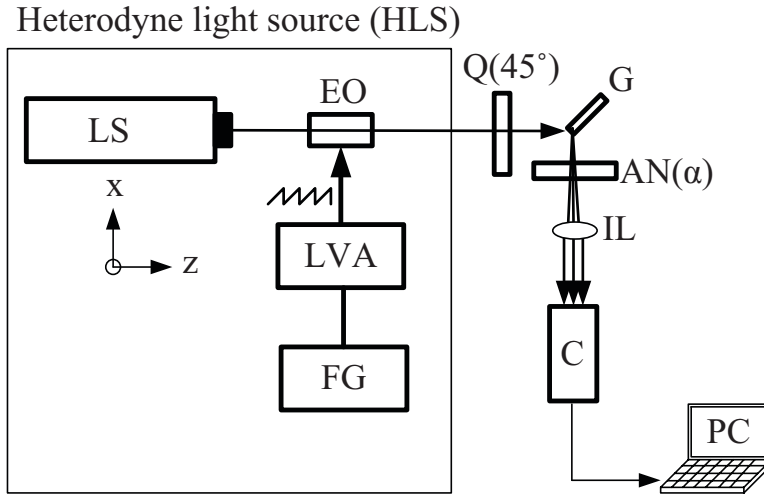 Heterodyne light source (HLS)
Q(45°)
G
EO
LS
AN(α)
x
IL
LVA
z
C
FG
PC